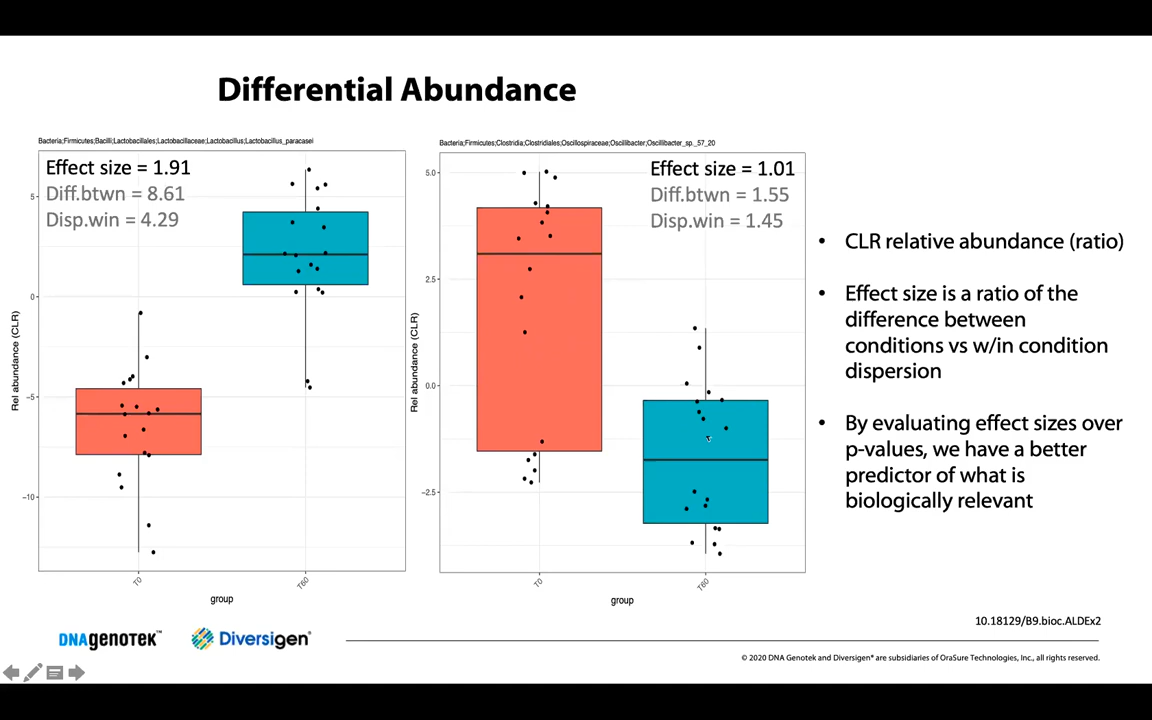 Differential Abundance
Bacteria;Firmicutes;Bacilli;Lactobacillales;Lactobacillaceae;Lactobacillus;Lactobacillus_paracasei
Effect size = 1.91
Diff.btwn = 8.61
Disp.win = 4.29
5
0
−5
−10
Rel abundance (CLR)
T0
T60
group
Bacteria;Firmicutes;Clostridia;Clostridiales;Oscillospiraceae;Oscillibacter;Oscillibacter_sp._57_20
Effect size = 1.01
Diff.btwn = 1.55
Disp.win = 1.45
5.0
2.5
0.0
−2.5
Rel abundance (CLR)
T0
T60
group
• CLR relative abundance (ratio)
• Effect size is a ratio of the
difference between
conditions vs w/in condition
dispersion
• By evaluating effect sizes over
p-values, we have a better
predictor of what is
biologically relevant
10.18129/B9.bioc.ALDEx2
DNAgenotek™
Diversigen®
© 2020 DNA Genotek and Diversigen® are subsidiaries of OraSure Technologies, Inc., all rights reserved.